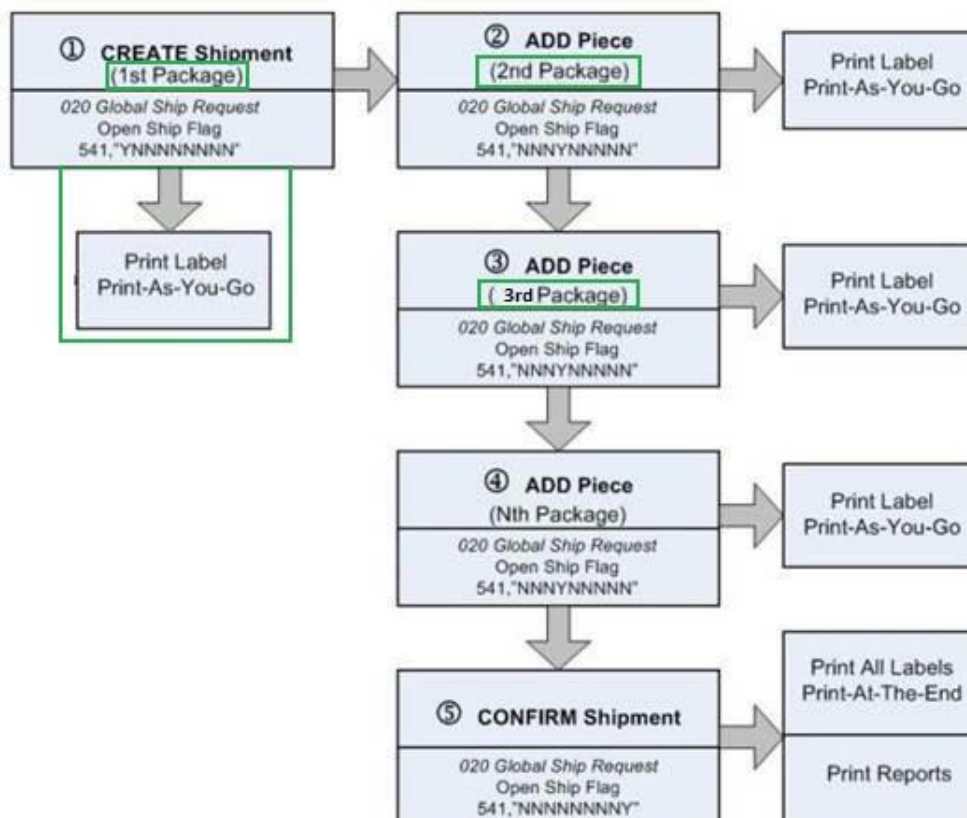 ① CREATE Shipment
(1st Package)
020 Global Ship Request
Open Ship Flag
541,"YNNNNNNNN"
Print Label
Print-As-You-Go
② ADD Piece
(2nd Package)
020 Global Ship Request
Open Ship Flag
541,"NNNYNNNNN"
Print Label
Print-As-You-Go
③ ADD Piece
( 3rd Package)
020 Global Ship Request
Open Ship Flag
541,"NNNYNNNNN"
Print Label
Print-As-You-Go
④ ADD Piece
(Nth Package)
020 Global Ship Request
Open Ship Flag
541,"NNNYNNNNN"
Print Label
Print-As-You-Go
⑤ CONFIRM Shipment
020 Global Ship Request
Open Ship Flag
541,"NNNNNNNNY"
Print All Labels
Print-At-The-End
Print Reports